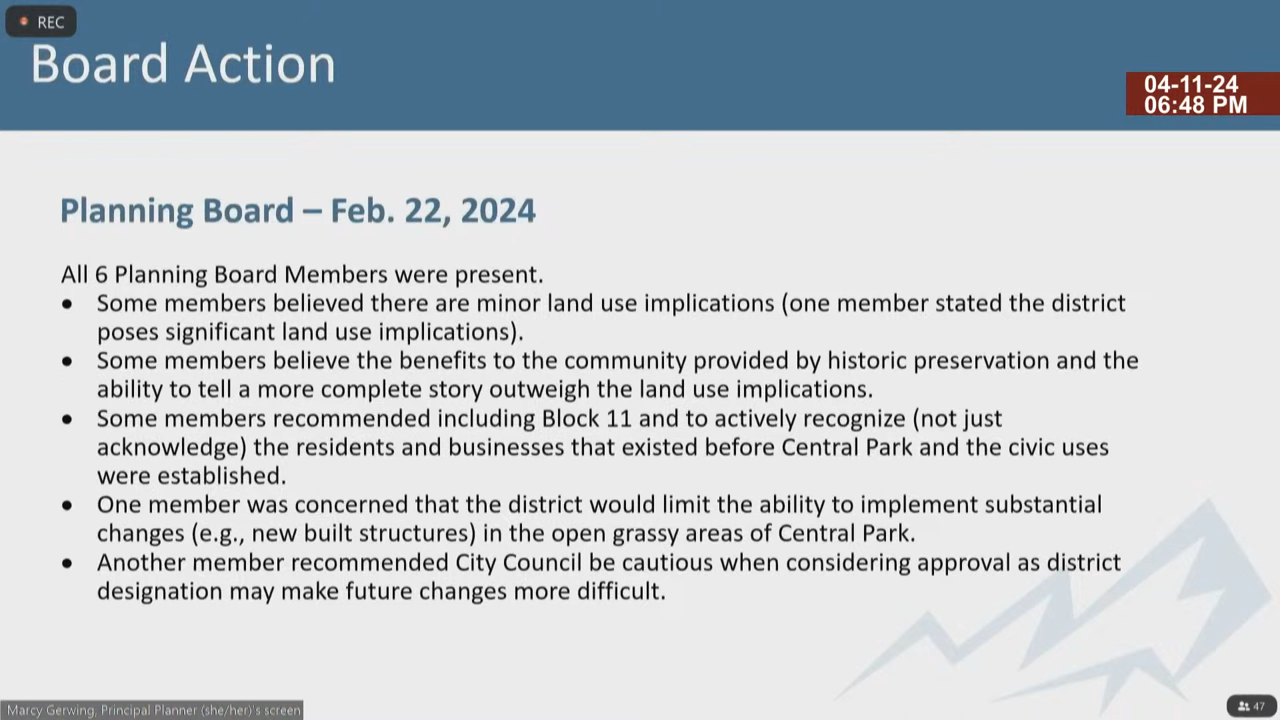 REC
Board Action
04-11-24
06:48 PM
Planning Board – Feb. 22, 2024
All 6 Planning Board Members were present.
● Some members believed there are minor land use implications (one member stated the district
poses significant land use implications).
● Some members believe the benefits to the community provided by historic preservation and the
ability to tell a more complete story outweigh the land use implications.
● Some members recommended including Block 11 and to actively recognize (not just
acknowledge) the residents and businesses that existed before Central Park and the civic uses
were established.
● One member was concerned that the district would limit the ability to implement substantial
changes (e.g., new built structures) in the open grassy areas of Central Park.
● Another member recommended City Council be cautious when considering approval as district
designation may make future changes more difficult.
Marcy Gerwing, Principal Planner (she/her)'s screen
47